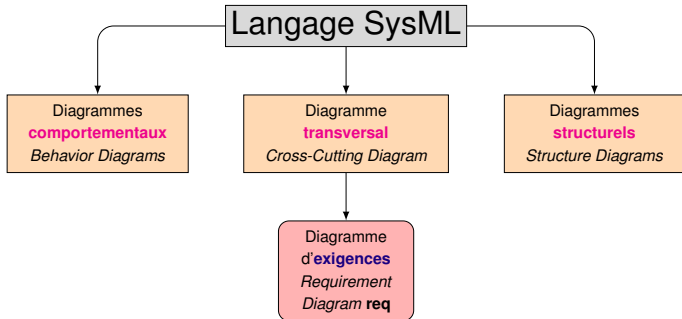 Langage SysML
Diagrammes
comportementaux
Behavior Diagrams
Diagramme
transversal
Cross-Cutting Diagram
Diagrammes
structurels
Structure Diagrams
Diagramme
d'exigences
Requirement
Diagram req